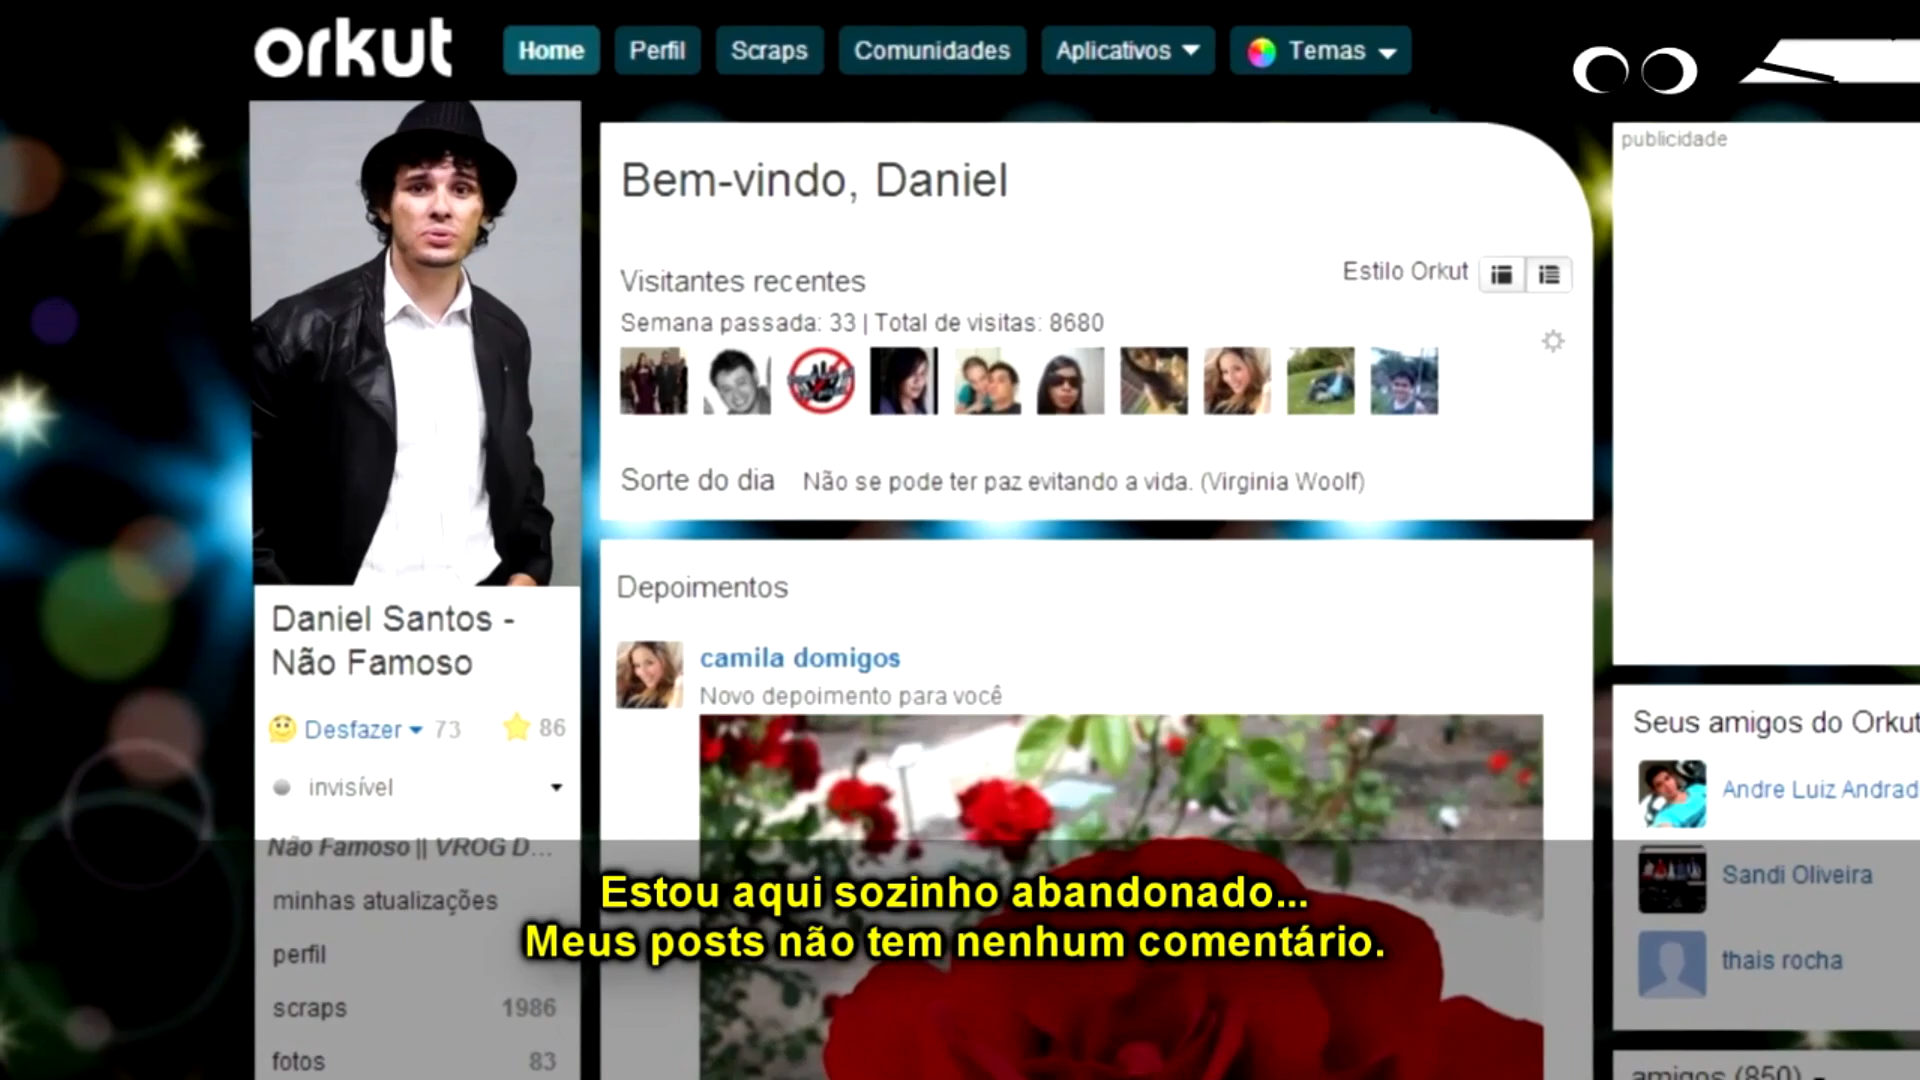 orkut
Home
Perfil
Scraps
Comunidades
Aplicativos
Temas
publicidade
Bem-vindo, Daniel
Visitantes recentes
Estilo Orkut
Semana passada: 33 | Total de visitas: 8680
Sorte do dia Não se pode ter paz evitando a vida. (Virginia Woolf)
Depoimentos
camila domigos
Novo depoimento para você
Daniel Santos -
Não Famoso
Desfazer 73 86
invisível
Não Famoso || VROG D...
minhas atualizações
perfil
scraps 1986
fotos 83
Seus amigos do Orkut
Andre Luiz Andrad
Sandi Oliveira
thais rocha
amigos (850)
Estou aqui sozinho abandonado...
Meus posts não tem nenhum comentário.